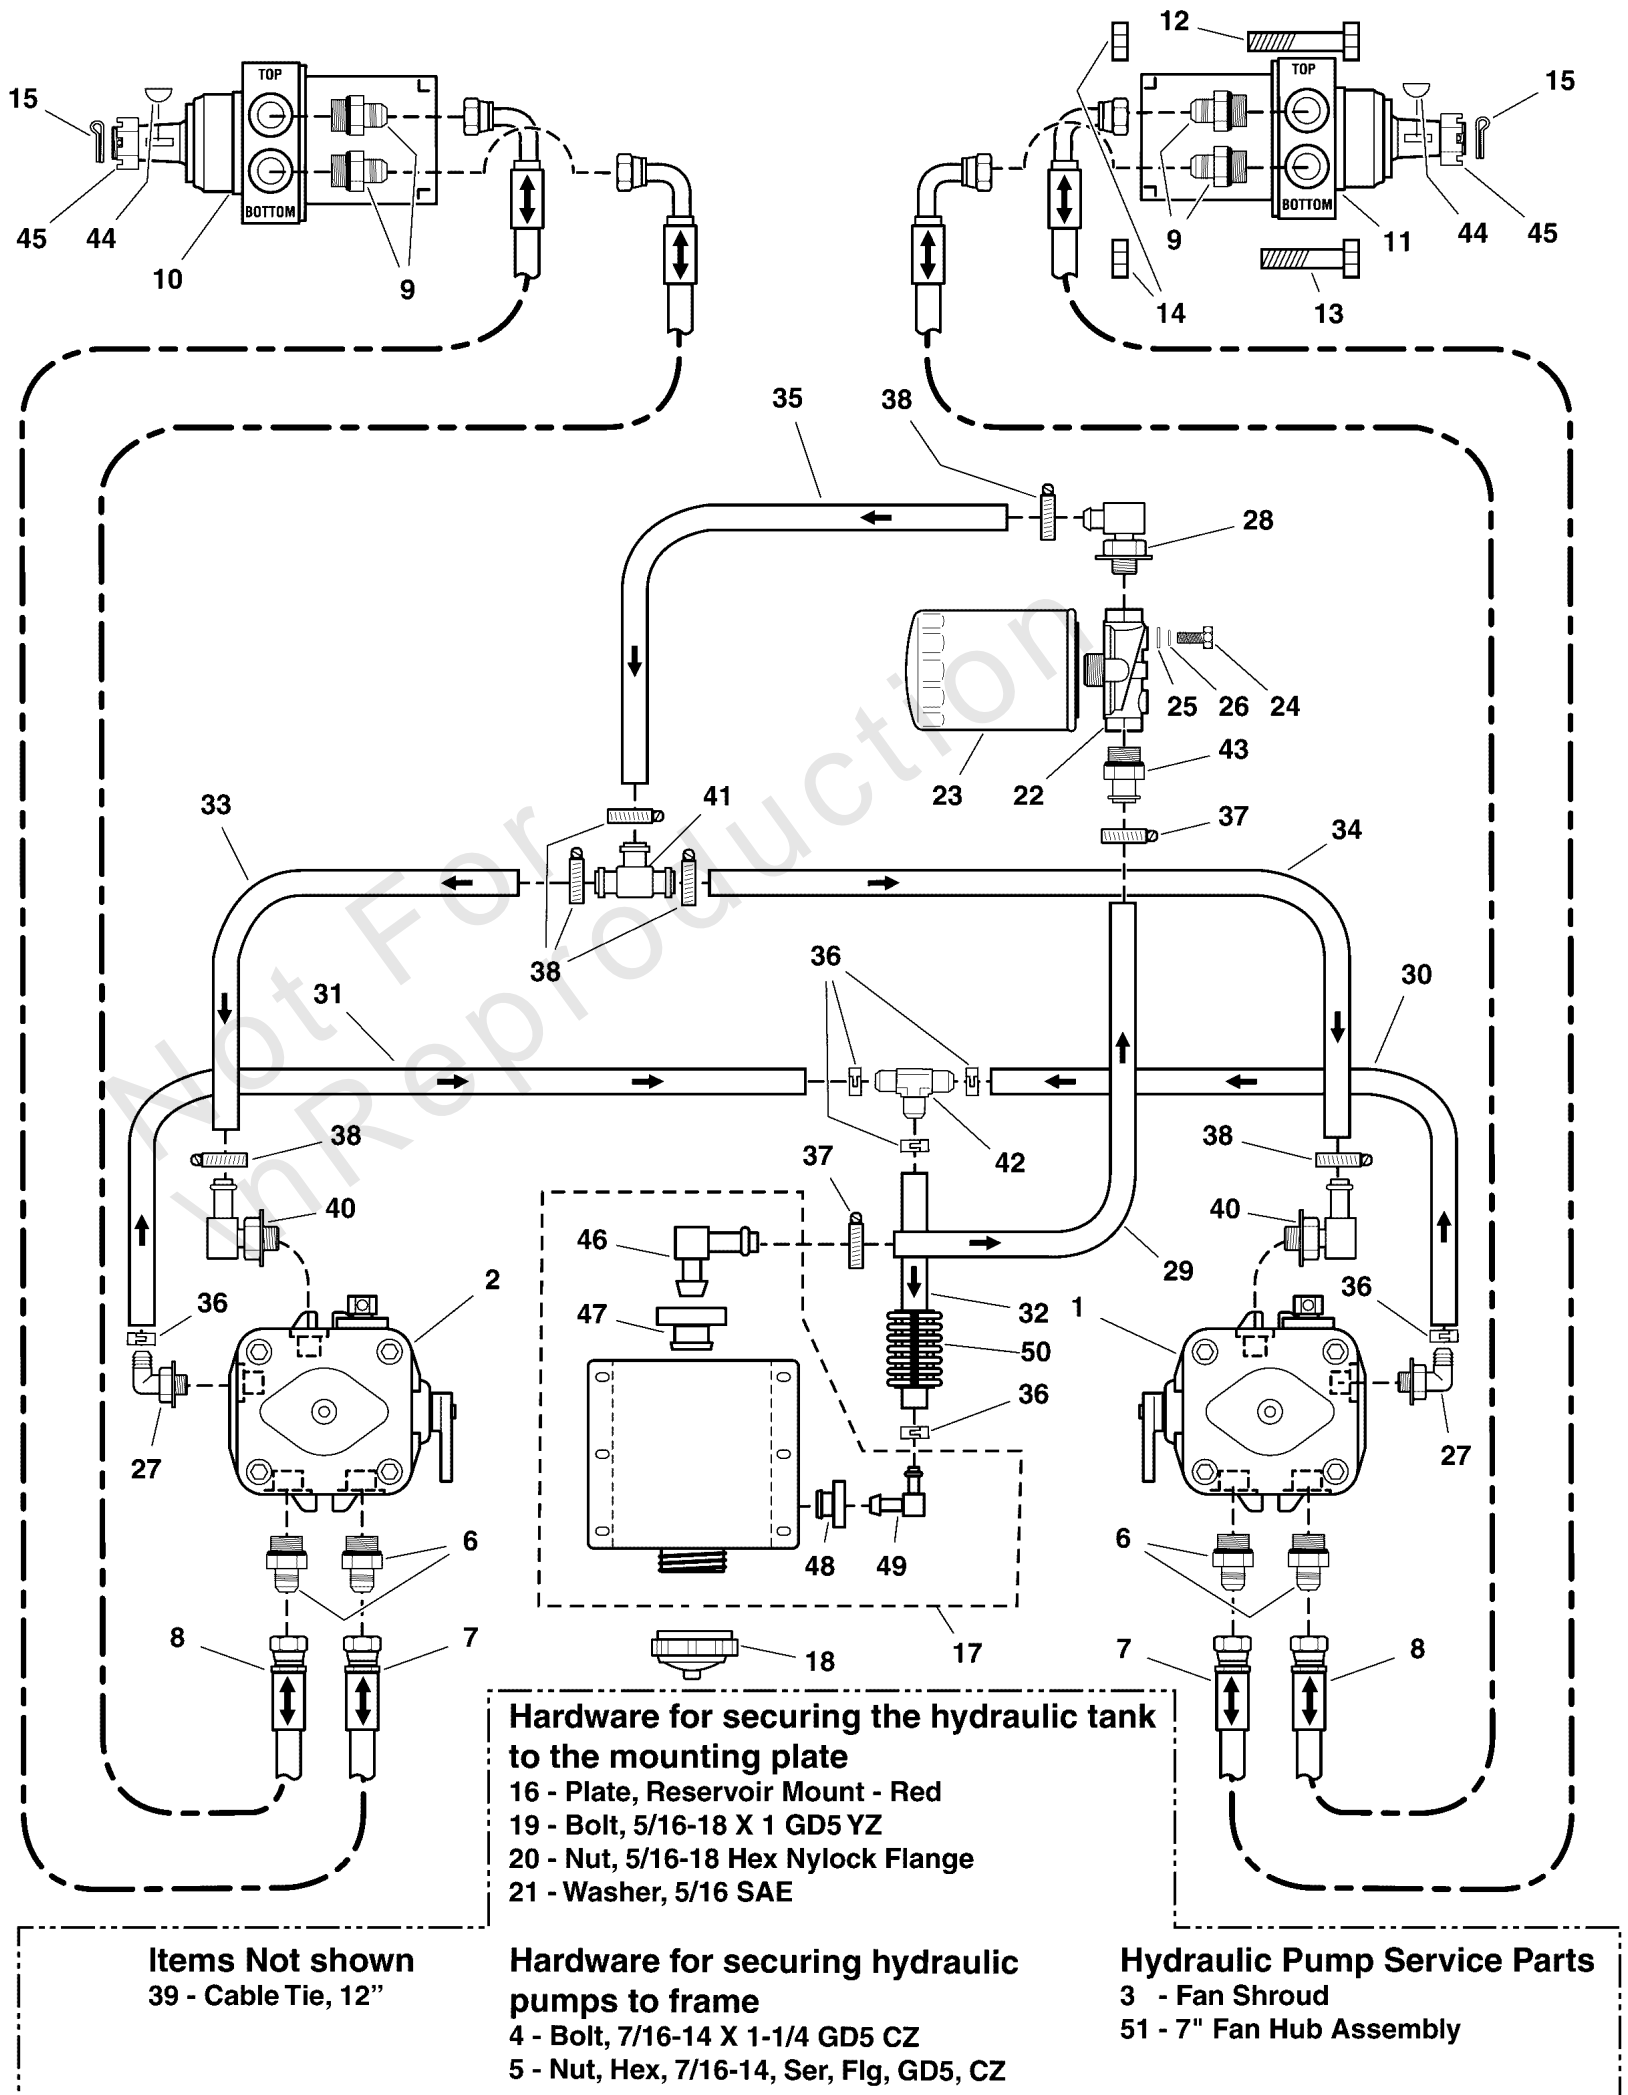 12
15
TOP
TOP
15
BOTTOM
BOTTOM
45
44
10
9
9
11
44
45
14
13
35
38
28
25
26
24
43
23
22
33
41
37
34
38
36
31
30
38
37
42
38
40
46
40
2
29
36
47
32
1
36
50
36
27
27
6
48
49
6
8
7
18
17
7
8
Not For
Reproduction
Hardware for securing the hydraulic tank
to the mounting plate
16 - Plate, Reservoir Mount - Red
19 - Bolt, 5/16-18 X 1 GD5 YZ
20 - Nut, 5/16-18 Hex Nylock Flange
21 - Washer, 5/16 SAE
Items Not shown
39 - Cable Tie, 12”
Hardware for securing hydraulic
pumps to frame
4 - Bolt, 7/16-14 X 1-1/4 GD5 CZ
5 - Nut, Hex, 7/16-14, Ser, Flg, GD5, CZ
Hydraulic Pump Service Parts
3 - Fan Shroud
51 - 7" Fan Hub Assembly